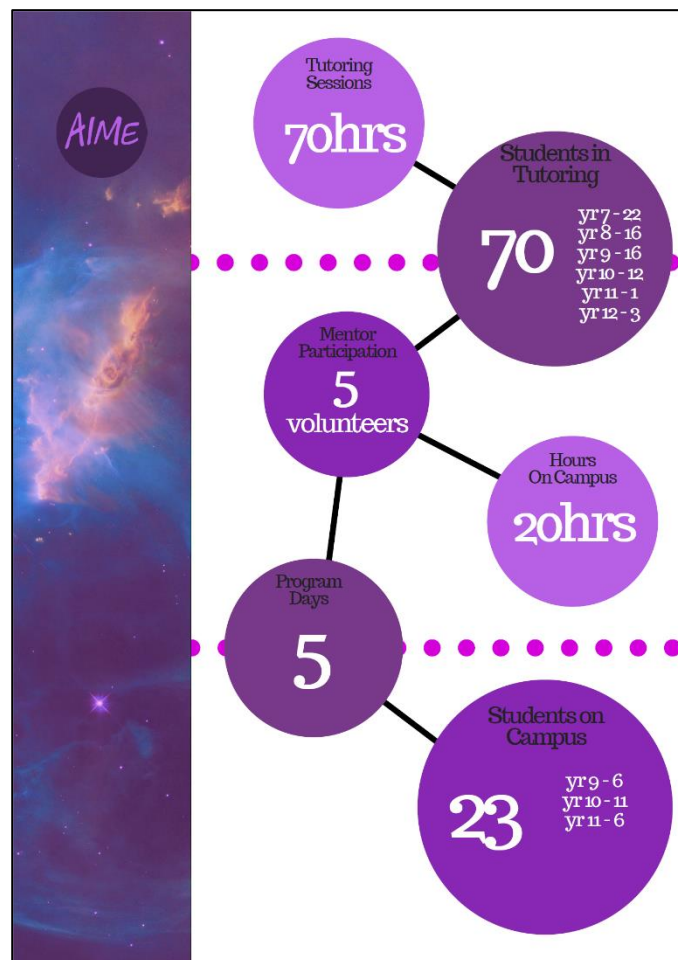 AIME
Tutoring
Sessions
70hrs
Students in
Tutoring
70
yr 7 - 22
yr 8 - 16
yr 9 - 16
yr 10 - 12
yr 11 - 1
yr 12 - 3
Mentor
Participation
5
volunteers
Hours
On Campus
20hrs
Program
Days
5
Students on
Campus
23
yr 9 - 6
yr 10 - 11
yr 11 - 6